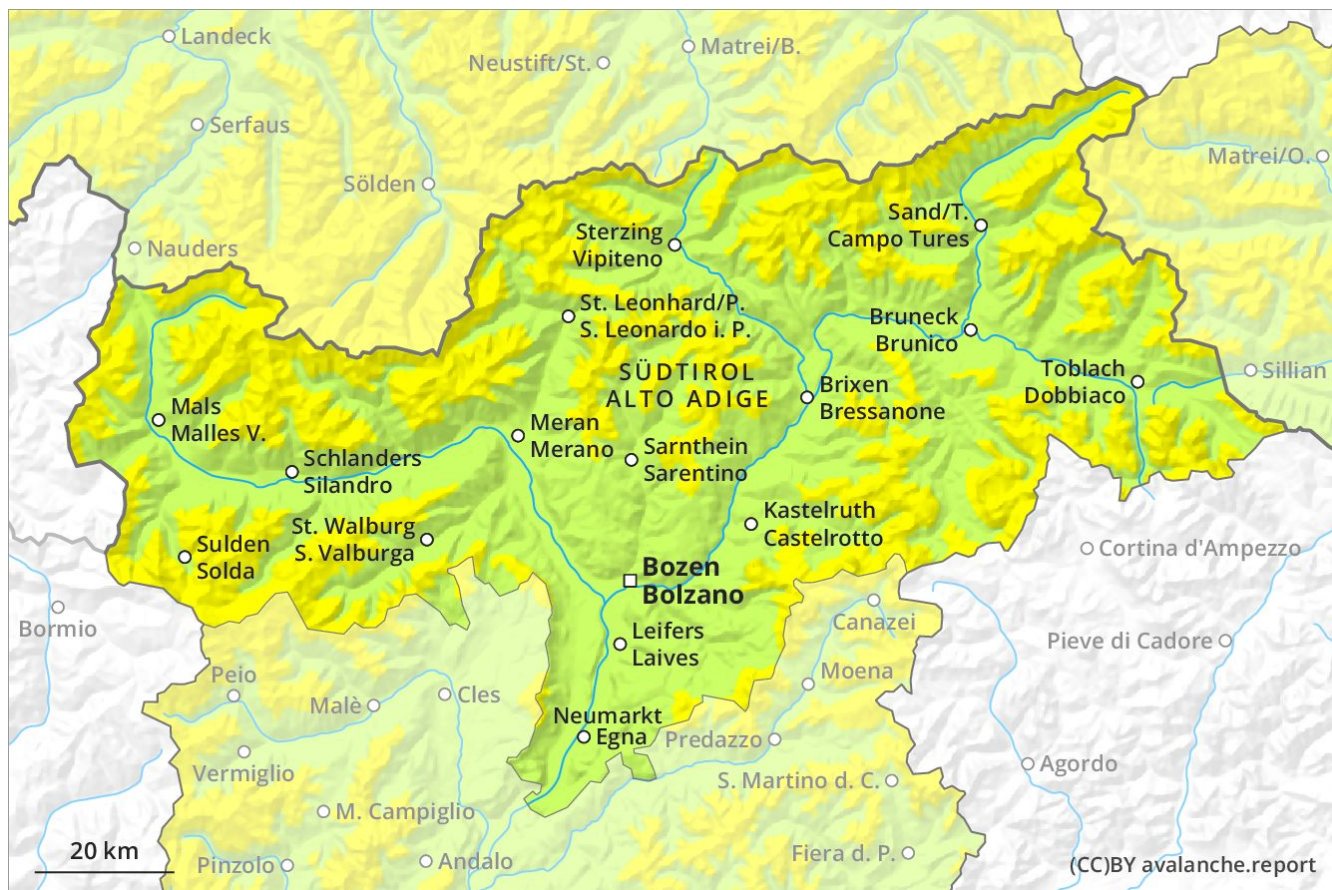 Landeck
Matrei/B.
Neustift/St.
Serfaus
Matrei/O.
Sölden
Sand/T.
Campo Tures
Sterzing
Vipiteno
Nauders
St. Leonhard/P.
S. Leonardo i. P.
Bruneck
Brunico
SÜDTIROL
ALTO ADIGE
Toblach
Dobbiaco
Sillian
Brixen
Bressanone
Mals
Malles V.
Meran
Merano
Sarnthein
Sarentino
Schlanders
Silandro
Kastelruth
Castelrotto
St. Walburg
S. Valburga
Sulden
Solda
Cortina d'Ampezzo
Bozen
Bolzano
Bormio
Canazei
Leifers
Laives
Pieve di Cadore
Peio
Moena
Malè
Cles
Neumarkt
Egna
Predazzo
Vermiglio
Agordo
S. Martino d. C.
M. Campiglio
20 km
Pinzolo
Andalo
Fiera d. P.
(CC)BY avalanche.report